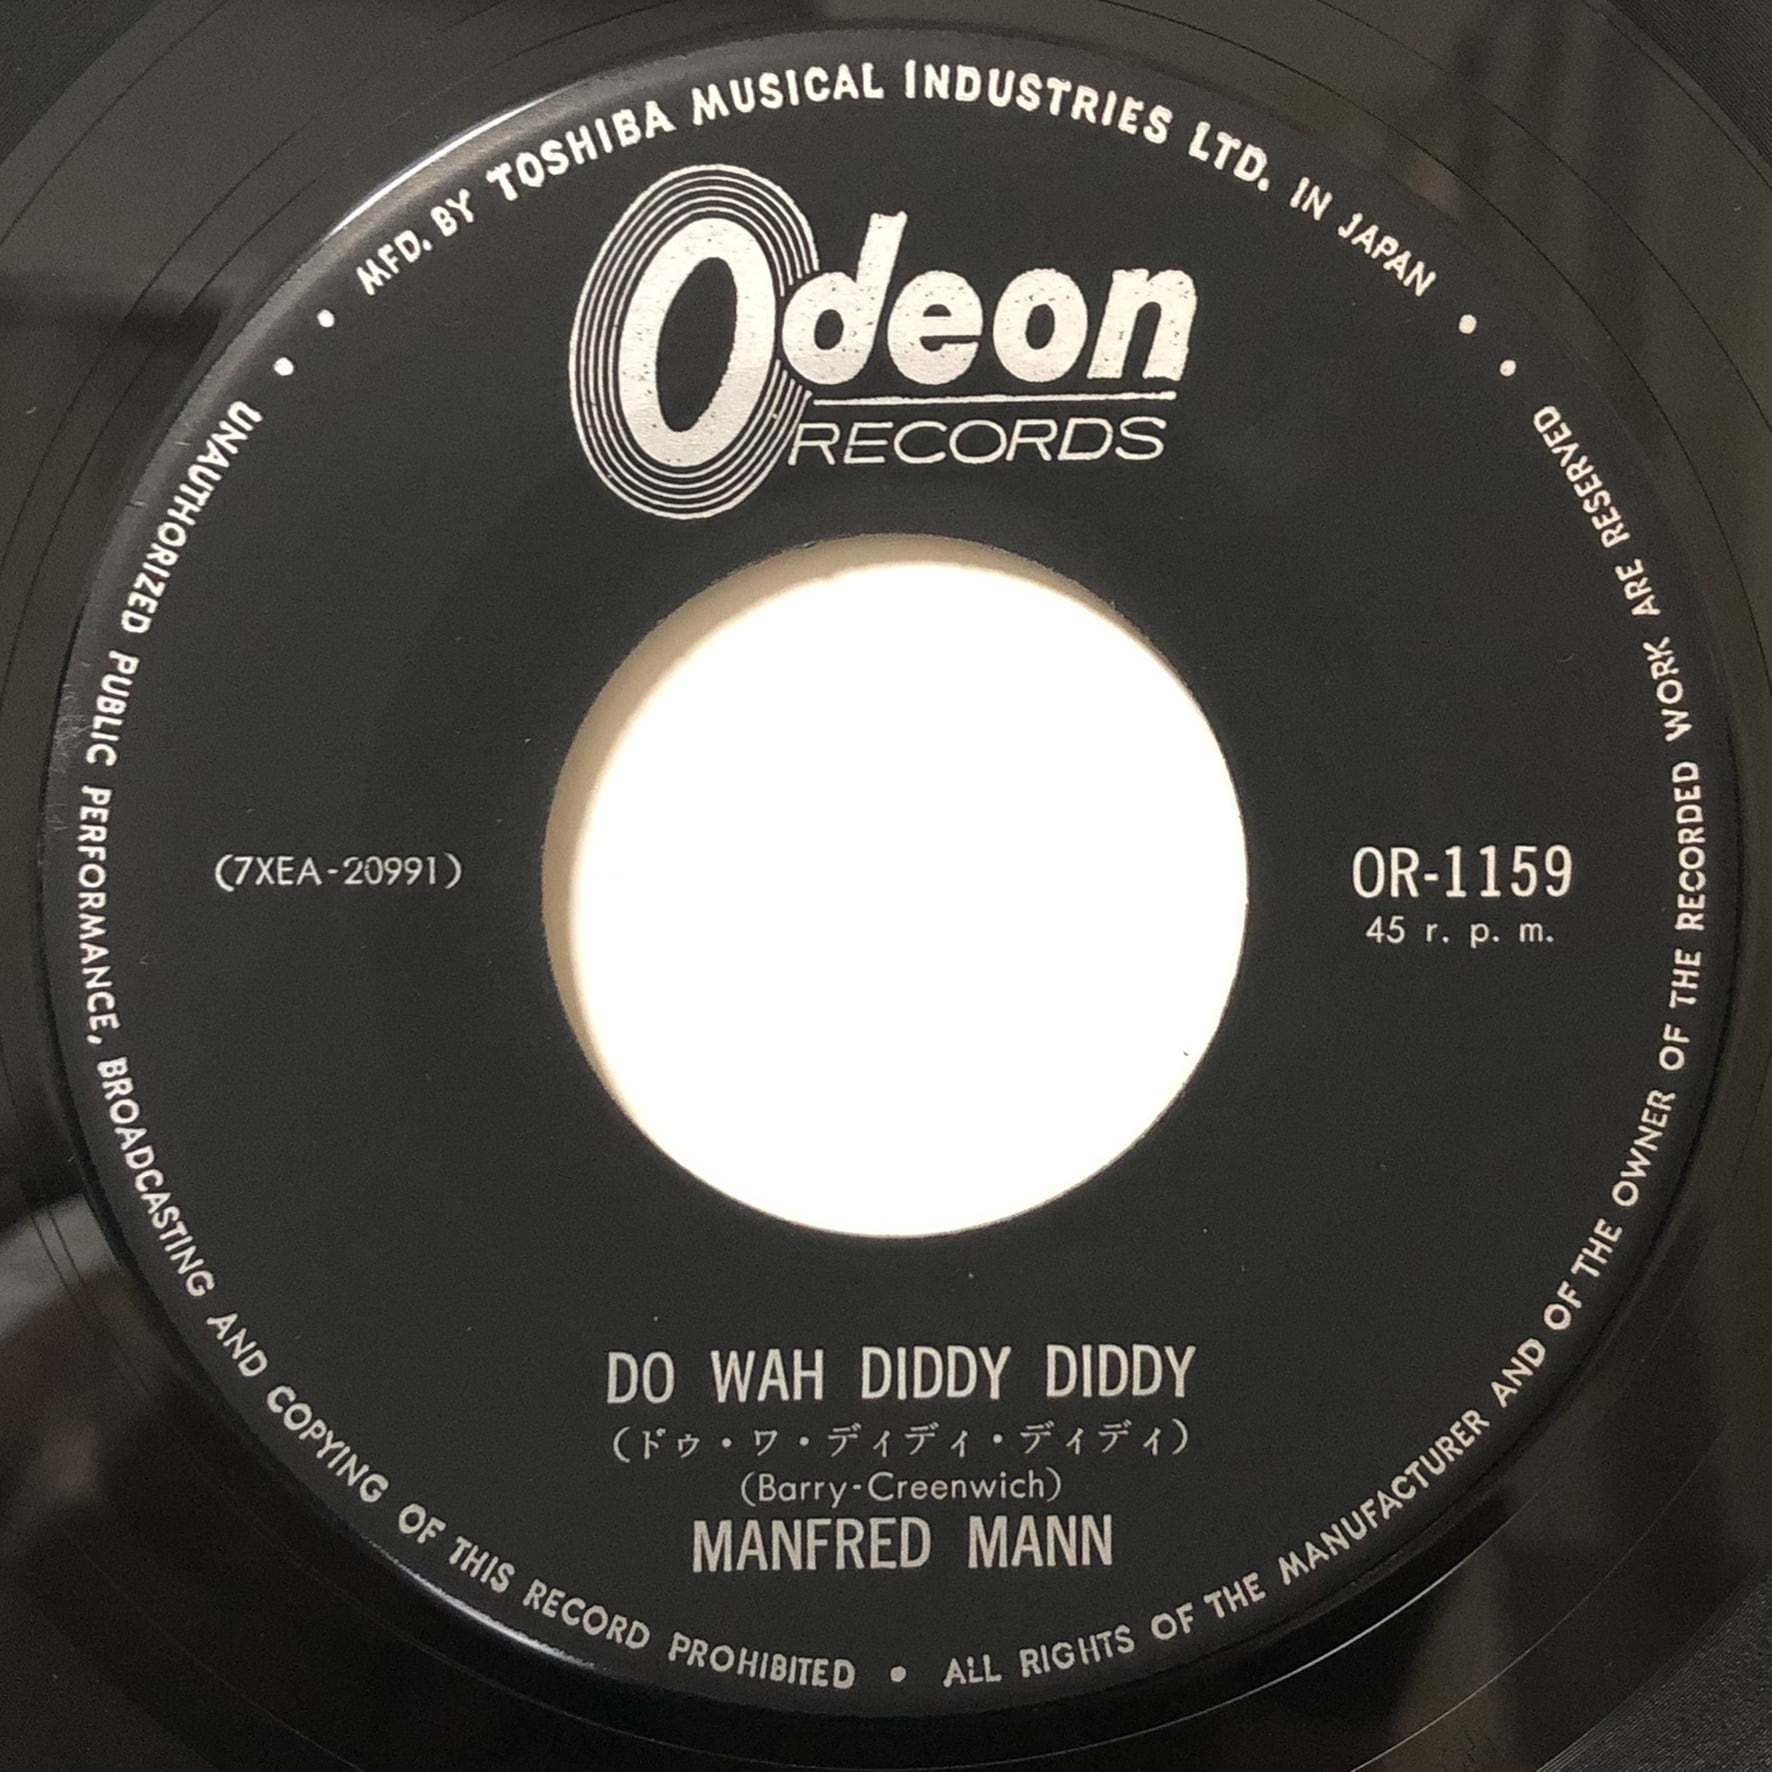 MFD. BY TOSHIBA MUSICAL INDUSTRIES LTD. IN JAPAN
Odeon
RECORDS
(7XEA-20991)
OR-1159
45 r. p. m.
DO WAH DIDDY DIDDY
(ドゥ・ワ・ディディ・ディディ)
(Barry-Creenwich)
MANFRED MANN
UNAUTHORIZED PUBLIC PERFORMANCE, BROADCASTING AND COPYING OF THIS RECORD PROHIBITED • ALL RIGHTS OF THE MANUFACTURER AND OF THE OWNER OF THE RECORDED WORK ARE RESERVED